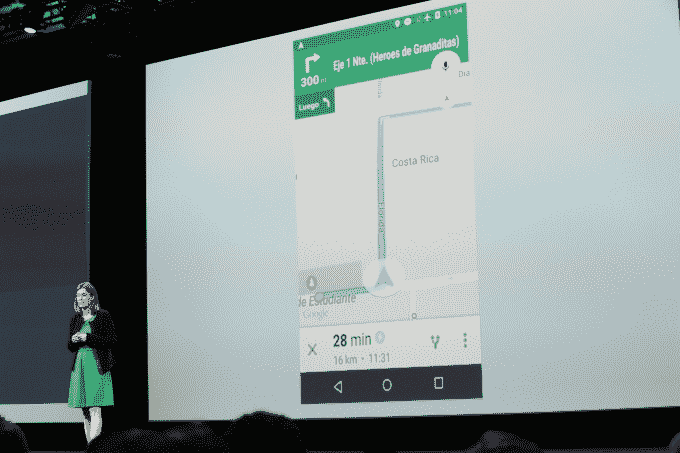 11:04
Eje 1 Nte. (Heroes de Granaditas)
300 m
Luego
Dia
Costa Rica
de Estudiante
Google
28 min
16 km • 11:31